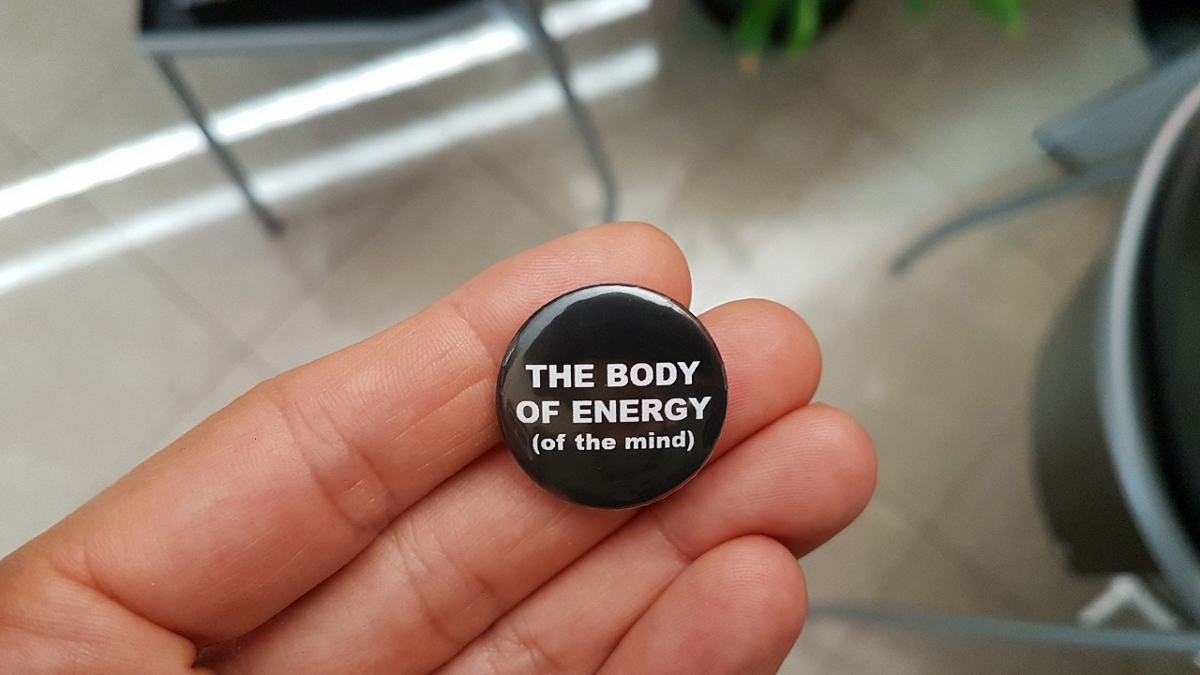 THE BODY
OF ENERGY
(of the mind)